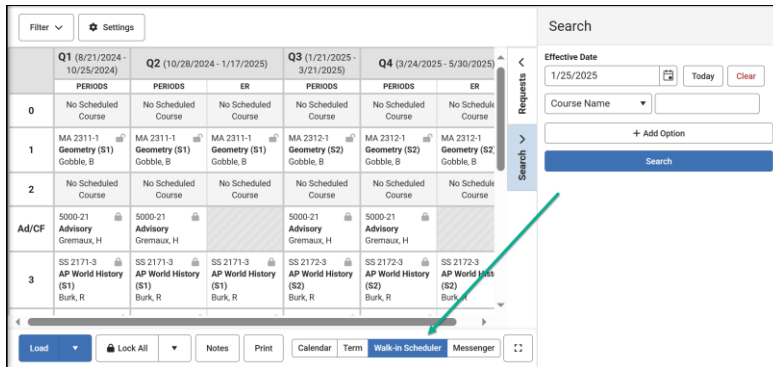 Filter
Settings
Q1 (8/21/2024 -
10/25/2024)
Q2 (10/28/2024 - 1/17/2025)
Q3 (1/21/2025 -
3/21/2025)
Q4 (3/24/2025 - 5/30/2025)
PERIODS PERIODS ER PERIODS PERIODS ER
0
No Scheduled No Scheduled No Scheduled No Scheduled No Scheduled No Schedule
Course Course Course Course Course Course
1
MA 2311-1 MA 2311-1 MA 2311-1 MA 2312-1 MA 2312-1 MA 2312-1
Geometry (S1) Geometry (S1) Geometry (S1) Geometry (S2) Geometry (S2) Geometry (S2
Gobble, B Gobble, B Gobble, B Gobble, B Gobble, B Gobble, B
2
No Scheduled No Scheduled No Scheduled No Scheduled No Scheduled No Schedule
Course Course Course Course Course Course
Ad/CF
5000-21 5000-21 5000-21 5000-21
Advisory Advisory Advisory Advisory
Gremaux, H Gremaux, H Gremaux, H Gremaux, H
3
SS 2171-3 SS 2171-3 SS 2171-3 SS 2172-3 SS 2172-3 SS 2172-3
AP World History AP World History AP World History AP World History AP World History AP World Hist
(S1) (S1) (S1) (S2) (S2) (S2)
Burk, R Burk, R Burk, R Burk, R Burk, R Burk, R
Load
Lock All
Notes
Print
Calendar Term Walk-in Scheduler Messenger
Requests
Search
Search
Effective Date
1/25/2025
Today
Clear
Course Name
+ Add Option
Search